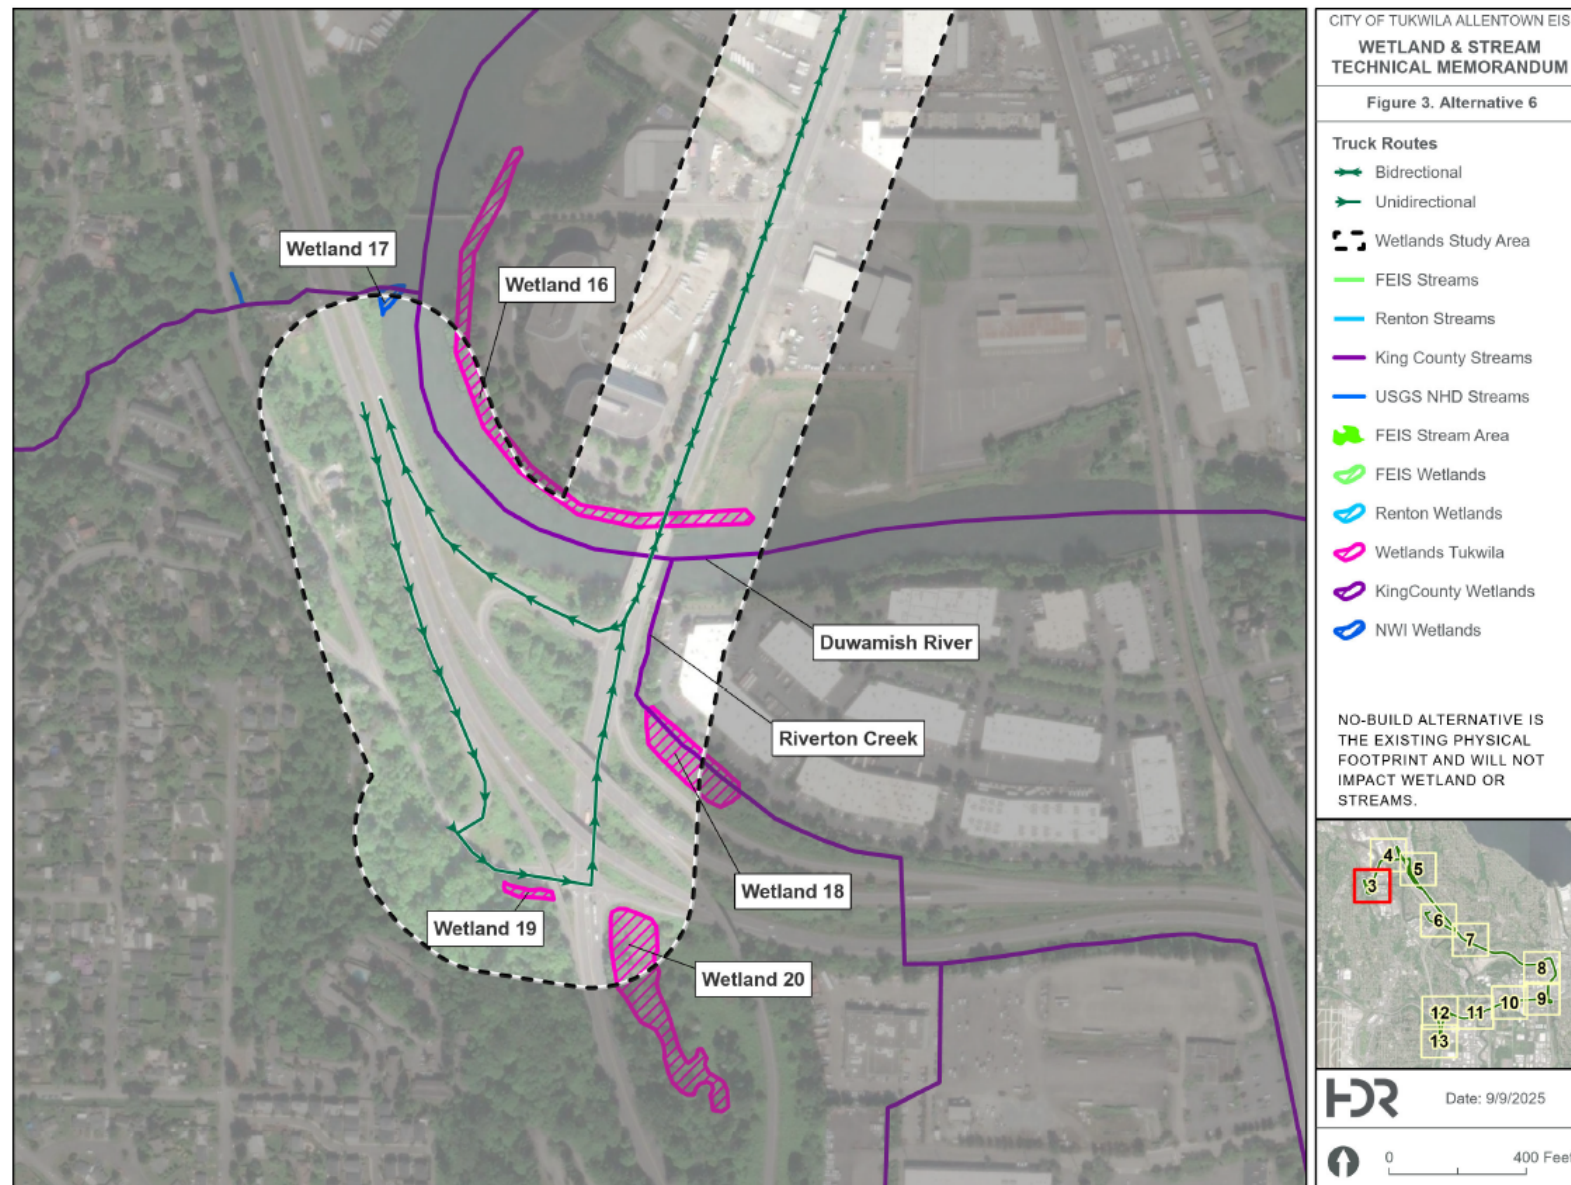 CITY OF TUKWILA ALLENTOWN EIS
WETLAND & STREAM
TECHNICAL MEMORANDUM
Figure 3. Alternative 6
Truck Routes
Bidrectional
Unidirectional
Wetlands Study Area
FEIS Streams
Renton Streams
King County Streams
USGS NHD Streams
FEIS Stream Area
FEIS Wetlands
Renton Wetlands
Wetlands Tukwila
KingCounty Wetlands
NWI Wetlands
NO-BUILD ALTERNATIVE IS
THE EXISTING PHYSICAL
FOOTPRINT AND WILL NOT
IMPACT WETLAND OR
STREAMS.
Wetland 17
Wetland 16
Duwamish River
Riverton Creek
Wetland 18
Wetland 19
Wetland 20
4
5
3
6
7
8
9
10
11
12
13
HDR
Date: 9/9/2025
0
400 Feet